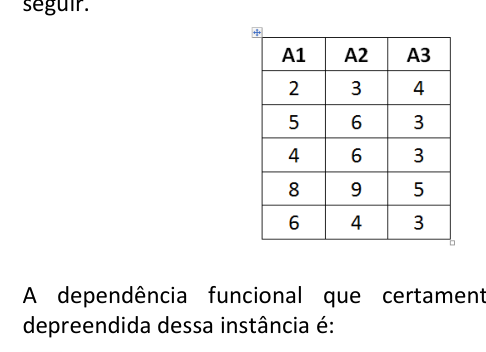 seguir.
A1 A2 A3
2 3 4
5 6 3
4 6 3
8 9 5
6 4 3
A dependência funcional que certament
depreendida dessa instância é: